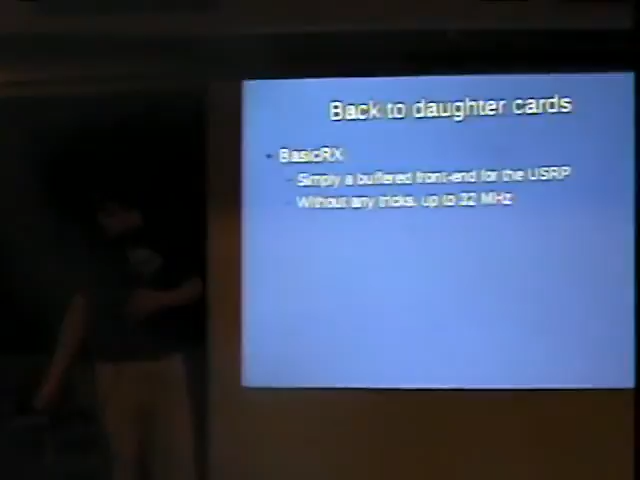 Back to daughter cards
BasicRX
Simply a buffered front-end for the USRP
Without any tricks, up to 32 MHz